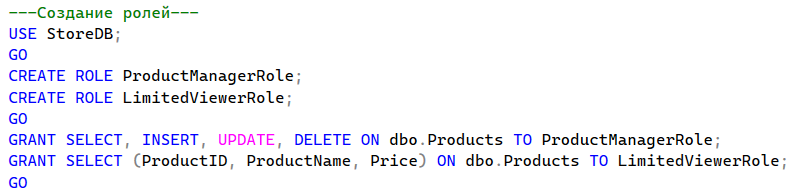 ---Создание ролей---
USE StoreDB;
GO
CREATE ROLE ProductManagerRole;
CREATE ROLE LimitedViewerRole;
GO
GRANT SELECT, INSERT, UPDATE, DELETE ON dbo.Products TO ProductManagerRole;
GRANT SELECT (ProductID, ProductName, Price) ON dbo.Products TO LimitedViewerRole;
GO